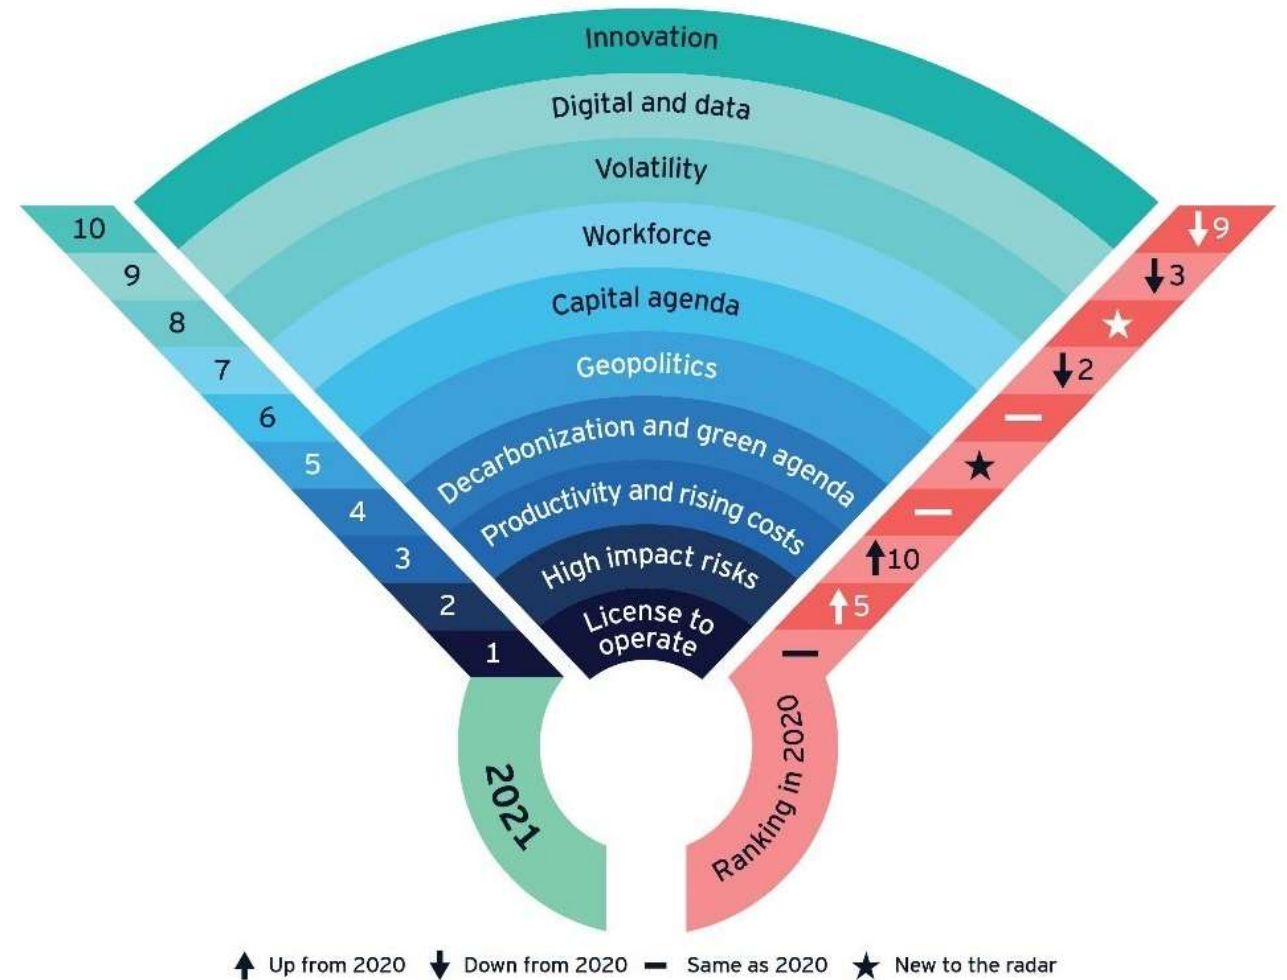 Innovation
Digital and data
Volatility
Workforce
Capital agenda
Geopolitics
Decarbonization and green agenda
Productivity and rising costs
High impact risks
License to
operate
10
9
8
7
6
5
4
3
2
1
2021
9
3
2
10
5
Ranking in 2020
Up from 2020
Down from 2020
Same as 2020
New to the radar